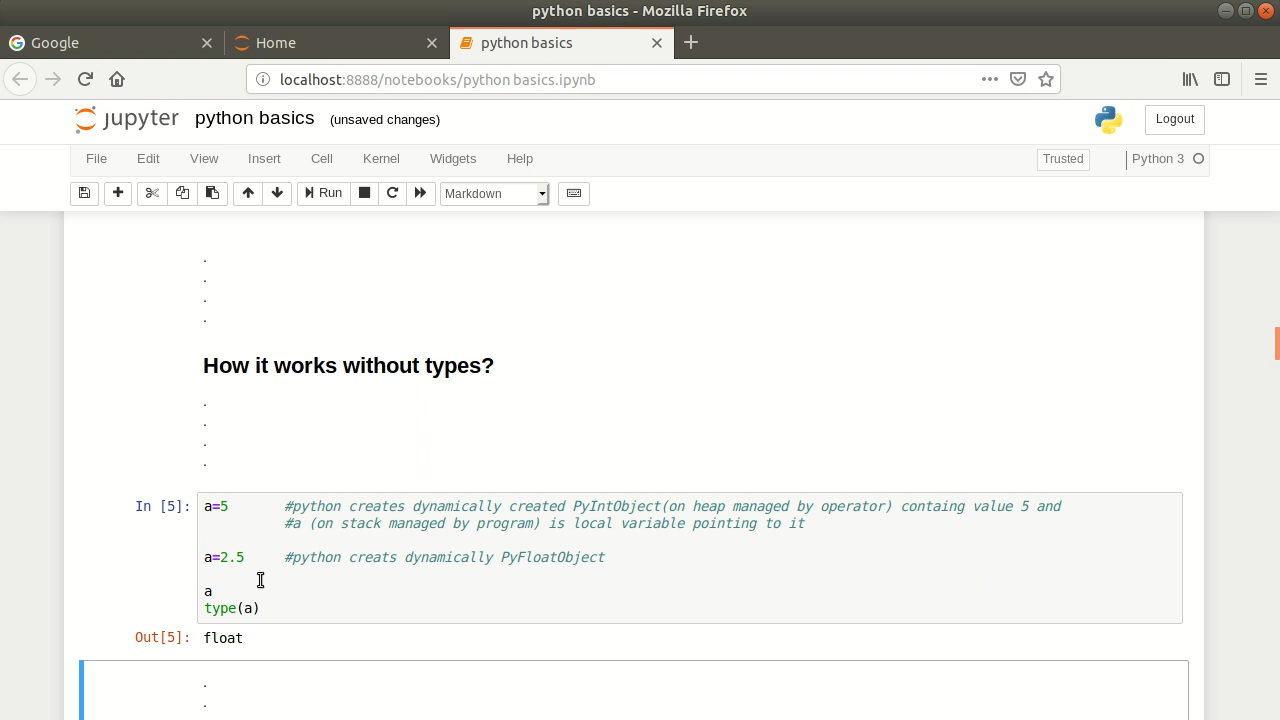 python basics - Mozilla Firefox
Google
Home
python basics
localhost:8888/notebooks/python basics.ipynb
jupyter python basics (unsaved changes)
Logout
File Edit View Insert Cell Kernel Widgets Help
Trusted
Python 3
Run
Markdown
.
.
.
.
How it works without types?
.
.
.
.
In [5]: a=5 #python creates dynamically created PyIntObject(on heap managed by operator) containg value 5 and
#a (on stack managed by program) is local variable pointing to it
a=2.5 #python creats dynamically PyFloatObject
a
type(a)
Out[5]: float
.
.